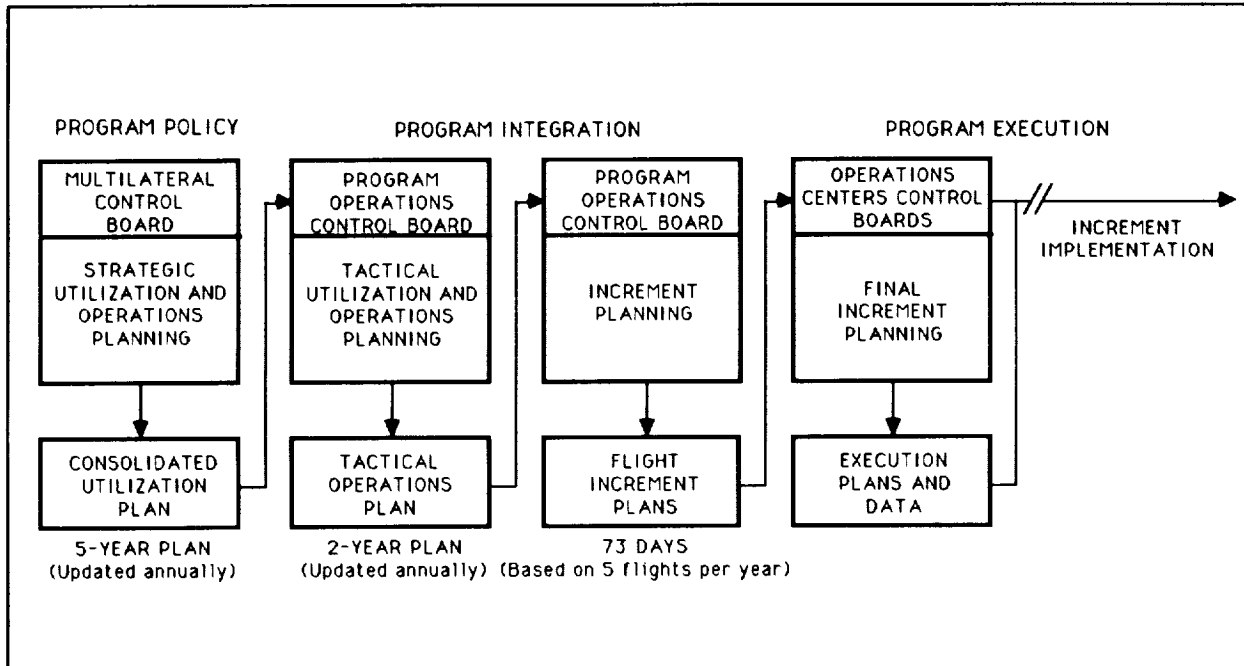 PROGRAM POLICY
PROGRAM INTEGRATION
PROGRAM EXECUTION
MULTILATERAL
CONTROL
BOARD
STRATEGIC
UTILIZATION AND
OPERATIONS
PLANNING
CONSOLIDATED
UTILIZATION
PLAN
5-YEAR PLAN
(Updated annually)
PROGRAM
OPERATIONS
CONTROL BOARD
TACTICAL
UTILIZATION AND
OPERATIONS
PLANNING
TACTICAL
OPERATIONS
PLAN
2-YEAR PLAN
(Updated annually)
PROGRAM
OPERATIONS
CONTROL BOARD
INCREMENT
PLANNING
FLIGHT
INCREMENT
PLANS
73 DAYS
(Based on 5 flights per year)
OPERATIONS
CENTERS CONTROL
BOARDS
FINAL
INCREMENT
PLANNING
EXECUTION
PLANS AND
DATA
INCREMENT
IMPLEMENTATION